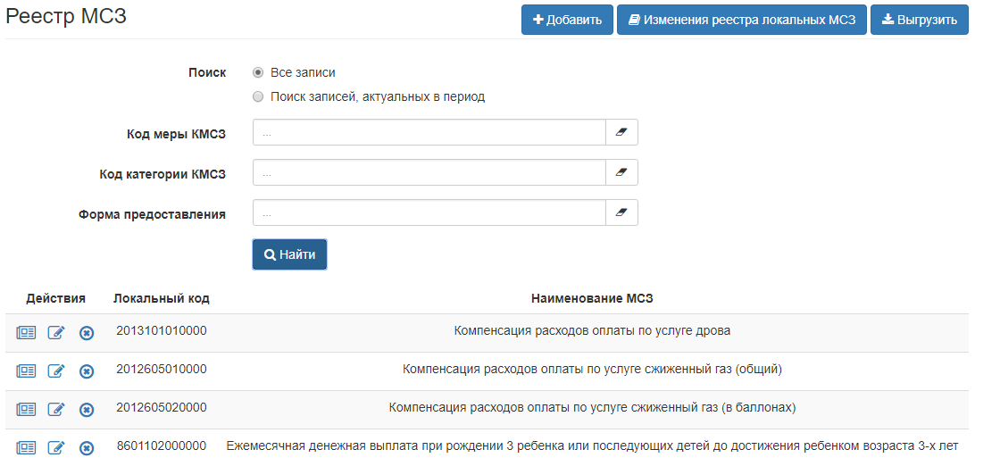 Реестр МСЗ
Добавить
Изменения реестра локальных МСЗ
Выгрузить
Поиск
Все записи
Поиск записей, актуальных в период
Код меры КМСЗ
...
Код категории КМСЗ
...
Форма предоставления
...
Найти
Действия Локальный код Наименование МСЗ
2013101010000 Компенсация расходов оплаты по услуге дрова
2012605010000 Компенсация расходов оплаты по услуге сжиженный газ (общий)
2012605020000 Компенсация расходов оплаты по услуге сжиженный газ (в баллонах)
8601102000000 Ежемесячная денежная выплата при рождении 3 ребенка или последующих детей до достижения ребенком возраста 3-х лет